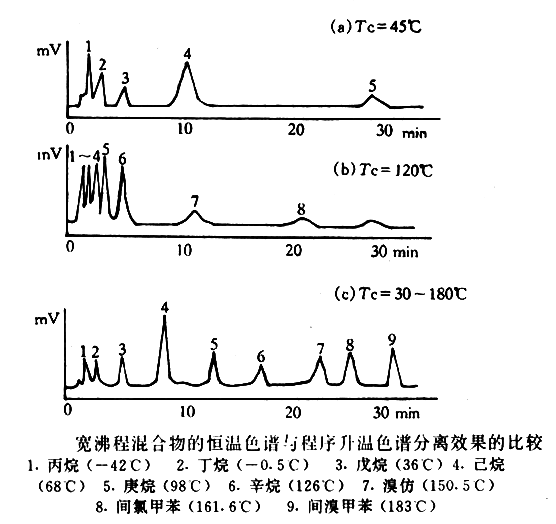 (a) Tc=45℃
mV
1
2
3
4
5
0 10 20 30 min
(b) Tc=120℃
mV
1~4
5
6
7
8
0 10 20 30 min
(c) Tc=30~180℃
mV
1
2
3
4
5
6
7
8
9
0 10 20 30 min
宽沸程混合物的恒温色谱与程序升温色谱分离效果的比较
1. 丙烷(-42℃) 2. 丁烷(-0.5℃) 3. 戊烷(36℃) 4. 己烷
(68℃) 5. 庚烷(98℃) 6. 辛烷(126℃) 7. 溴仿(150.5℃)
8. 间氯甲苯(161.6℃) 9. 间溴甲苯(183℃)